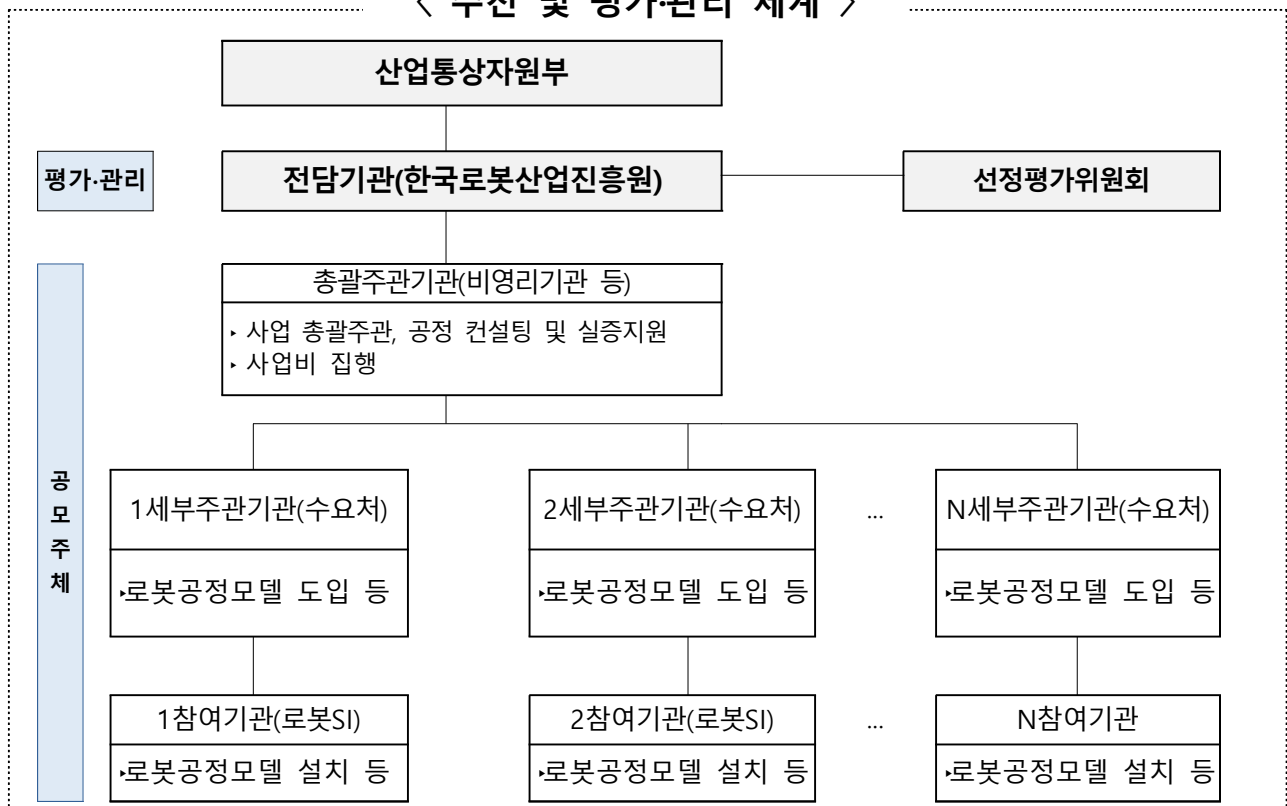 〈 추진 및 평가·관리 체계 〉
산업통상자원부
평가·관리
전담기관(한국로봇산업진흥원)
선정평가위원회
공모주체
총괄주관기관(비영리기관 등)
‣ 사업 총괄주관, 공정 컨설팅 및 실증지원
‣ 사업비 집행
1세부주관기관(수요처)
2세부주관기관(수요처)
...
N세부주관기관(수요처)
‣로봇공정모델 도입 등
‣로봇공정모델 도입 등
‣로봇공정모델 도입 등
1참여기관(로봇SI)
2참여기관(로봇SI)
...
N참여기관
‣로봇공정모델 설치 등
‣로봇공정모델 설치 등
‣로봇공정모델 설치 등